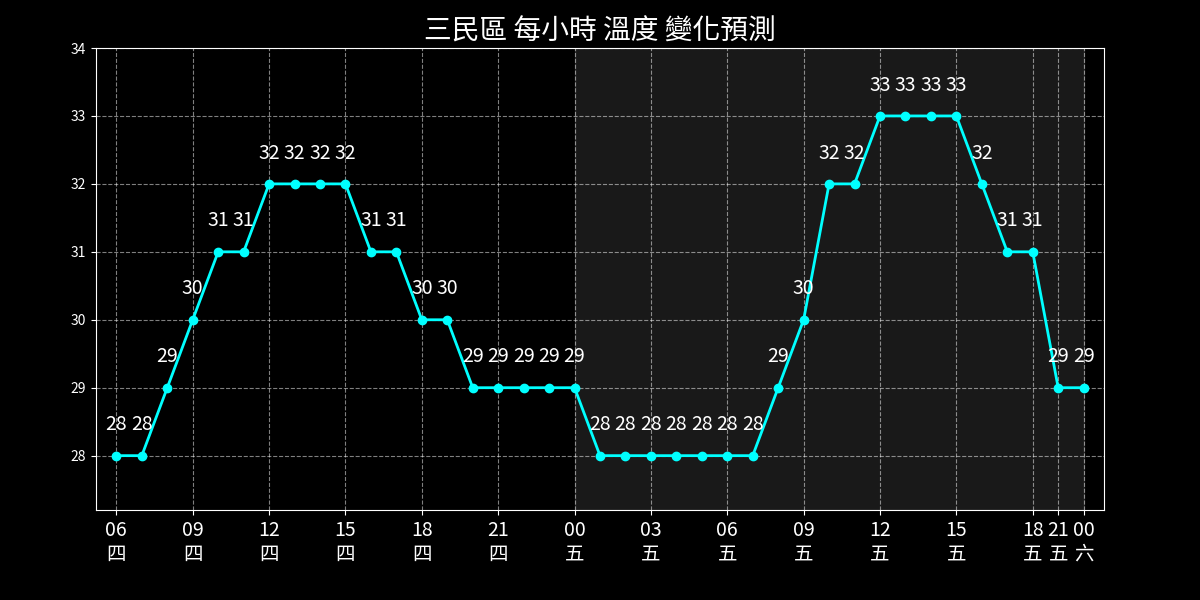 三民區 每小時 溫度 變化預測
34
33 33 33 33
33
32 32 32 32 32 32 32
32
31 31 31 31 31 31
31
30 30 30 30
30
29 29 29 29 29 29 29 29 29
29
28 28 28 28 28 28 28 28 28
28
06 09 12 15 18 21 00 03 06 09 12 15 18 21 00
四 四 四 四 四 四 五 五 五 五 五 五 五 五 六